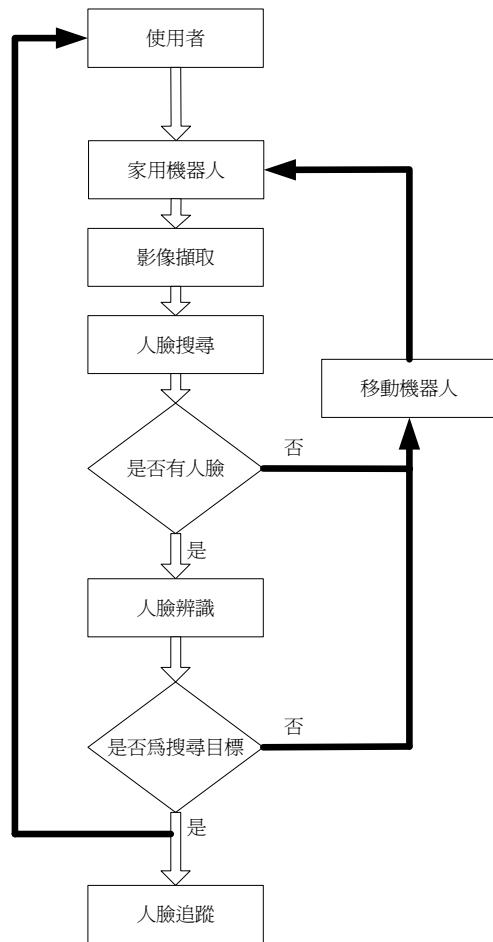 使用者
家用機器人
影像擷取
人臉搜尋
移動機器人
是否有人臉
否
是
人臉辨識
是否爲搜尋目標
否
是
人臉追蹤